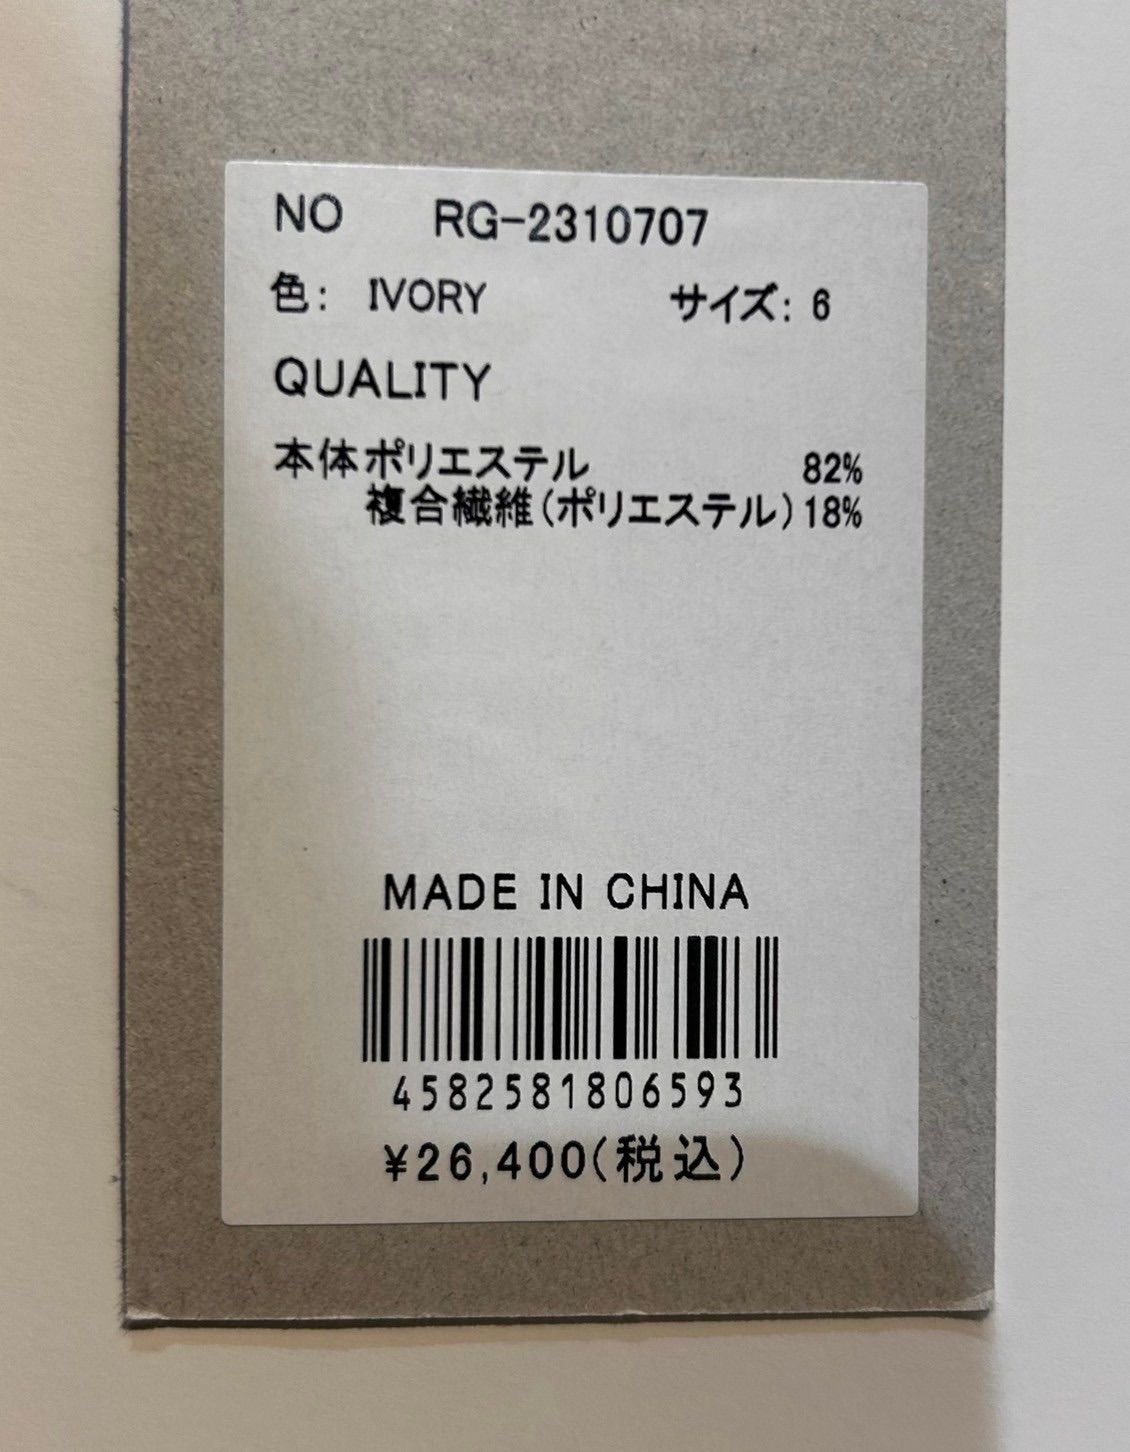 NO RG-2310707
色: IVORY サイズ: 6
QUALITY
本体ポリエステル 82%
複合繊維(ポリエステル)18%
MADE IN CHINA
4582581806593
¥26,400(税込)